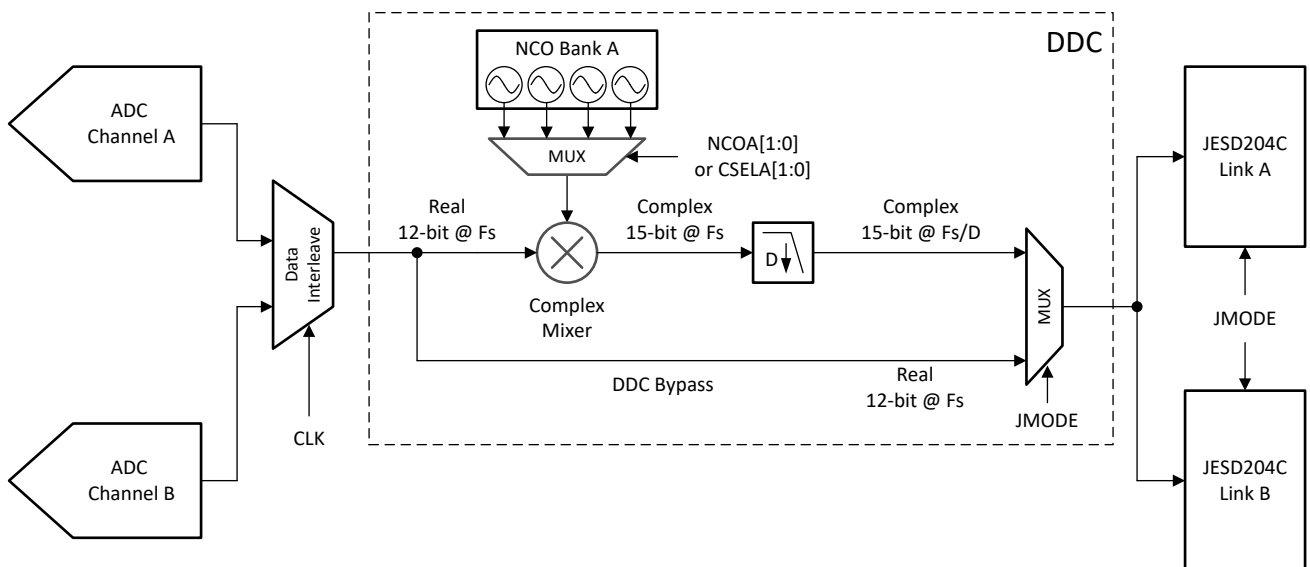 DDC
NCO Bank A
ADC
Channel A
MUX
NCOA[1:0]
or CSELA[1:0]
JESD204C
Link A
Data
Interleave
Real
12-bit @ Fs
Complex
15-bit @ Fs
D
Complex
15-bit @ Fs/D
Complex
Mixer
MUX
JMODE
DDC Bypass
Real
12-bit @ Fs
JMODE
CLK
ADC
Channel B
JESD204C
Link B